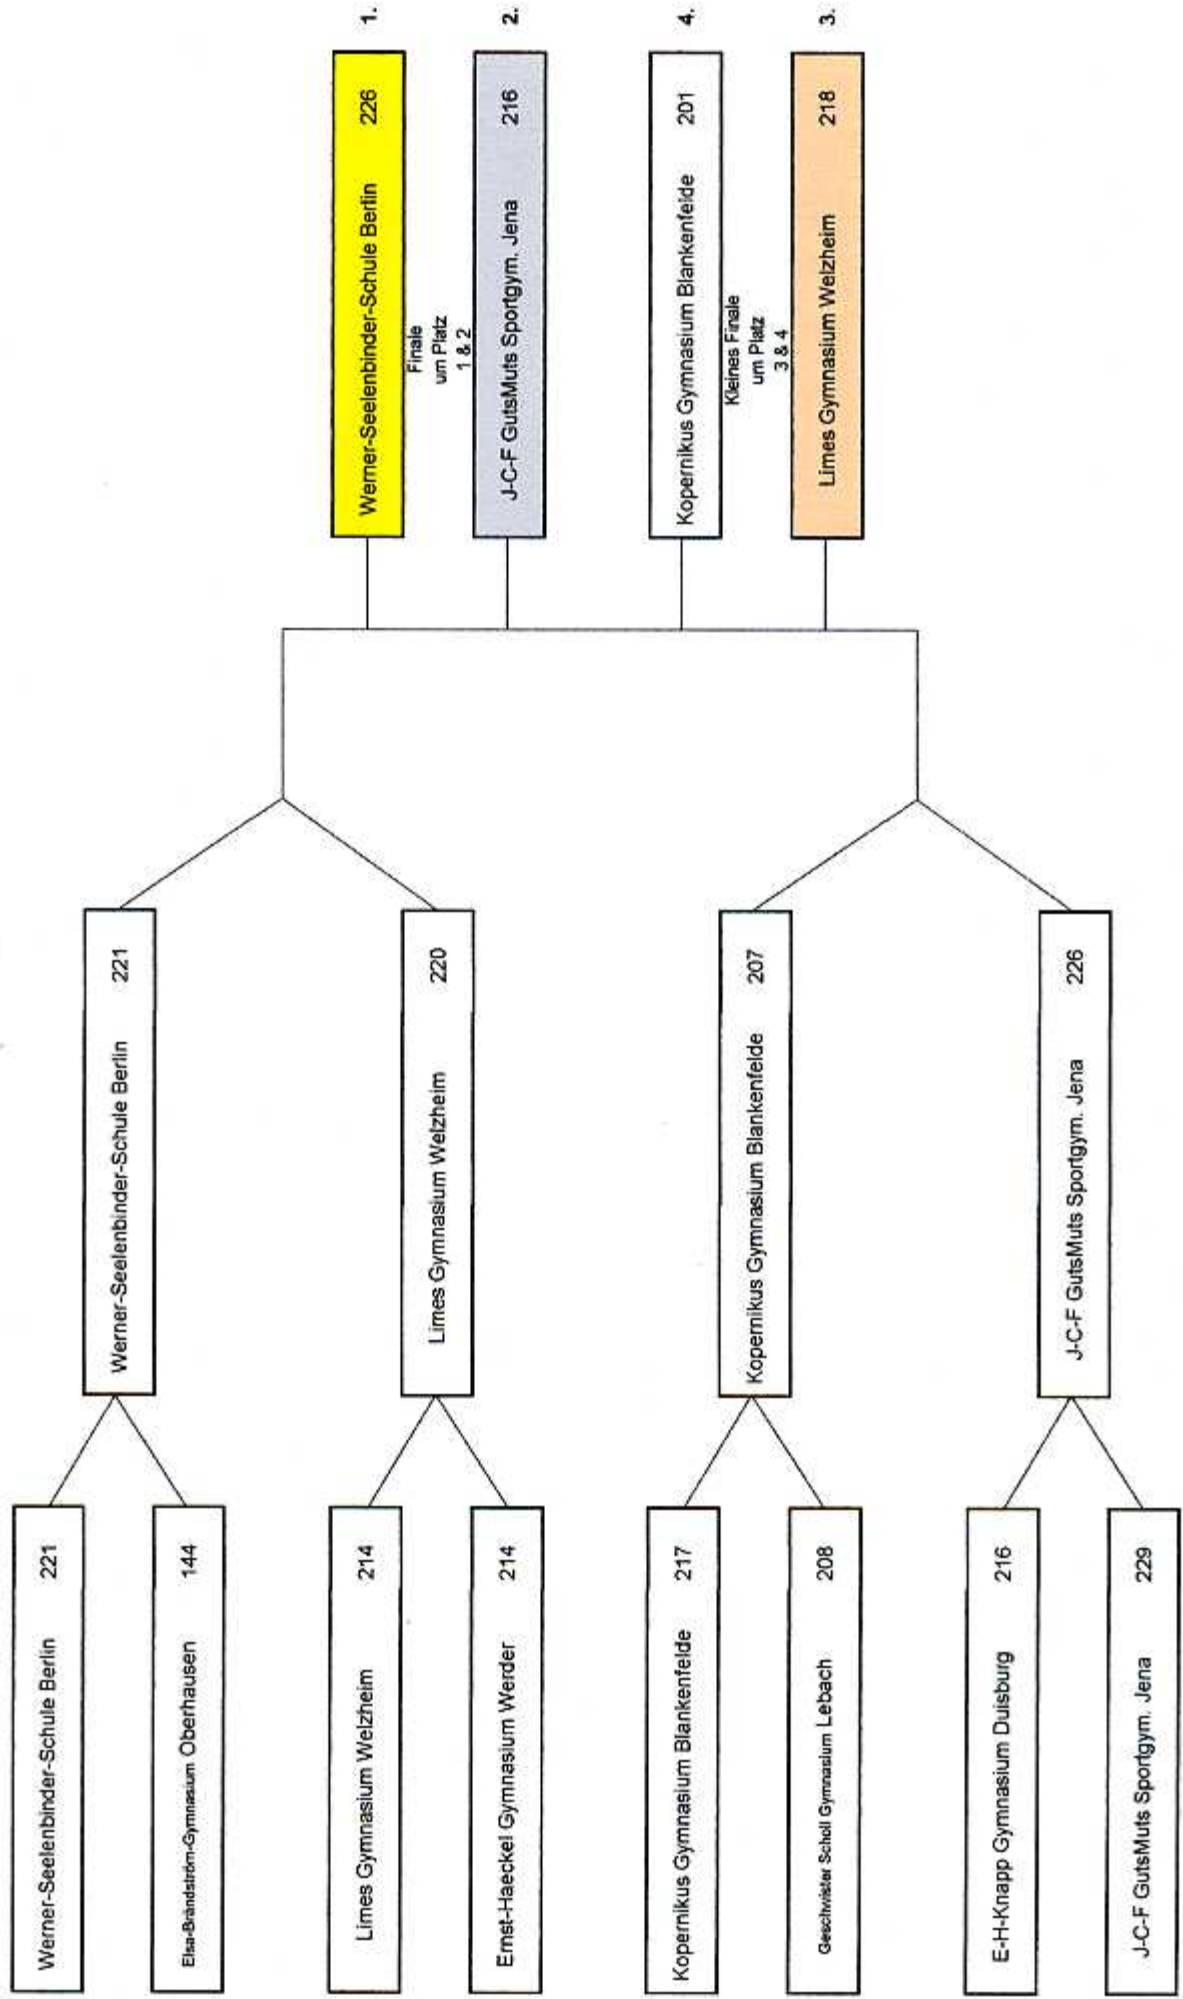 Werner-Seelenbinder-Schule Berlin 221
Elsa-Brändström-Gymnasium Oberhausen 144
Limes Gymnasium Welzheim 214
Ernst-Haeckel Gymnasium Werder 214
Kopernikus Gymnasium Blankenfelde 217
Geschwister Scholl Gymnasium Lebach 208
E-H-Knapp Gymnasium Duisburg 216
J-C-F GutsMuts Sportgym. Jena 229
Werner-Seelenbinder-Schule Berlin 221
Limes Gymnasium Welzheim 220
Kopernikus Gymnasium Blankenfelde 207
J-C-F GutsMuts Sportgym. Jena 226
Werner-Seelenbinder-Schule Berlin 226 1.
Finale
um Platz
1 & 2
J-C-F GutsMuts Sportgym. Jena 216 2.
Kopernikus Gymnasium Blankenfelde 201 4.
Kleines Finale
um Platz
3 & 4
Limes Gymnasium Welzheim 218 3.